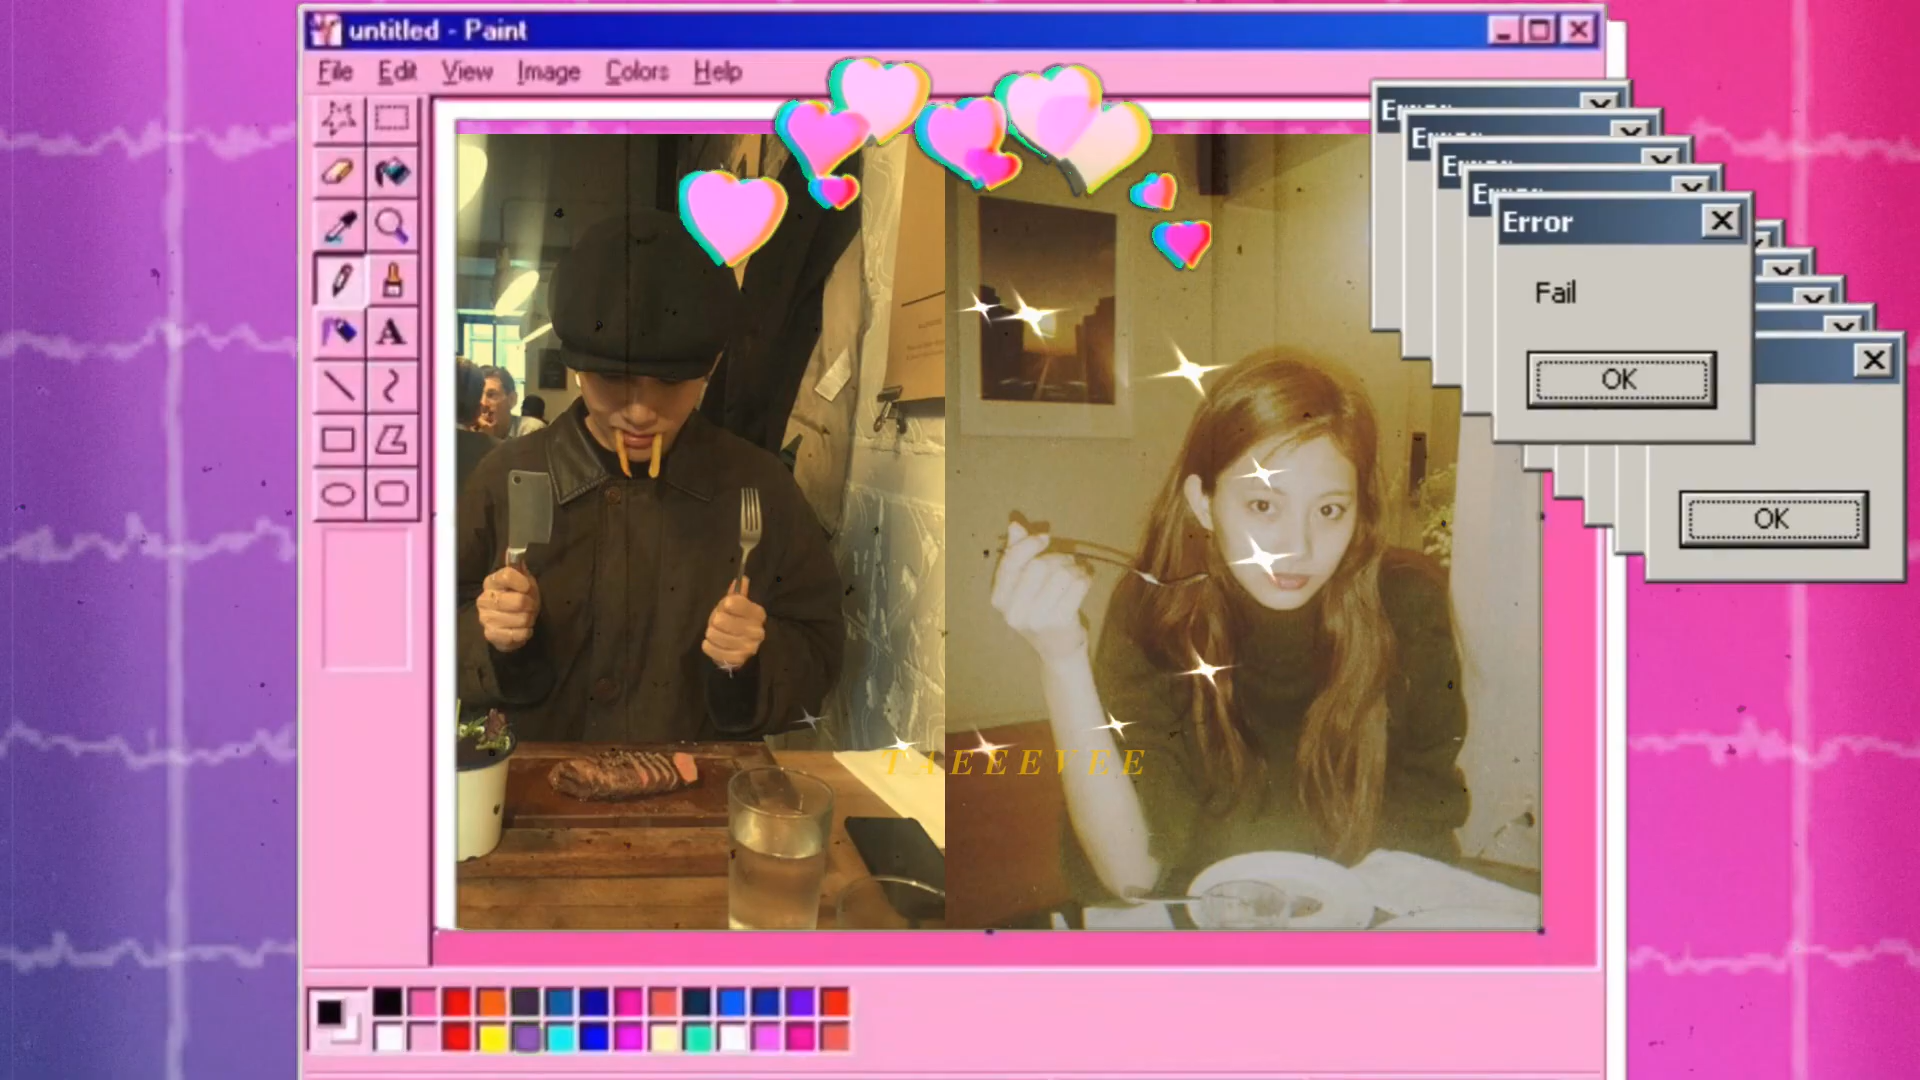 untitled - Paint
File Edit View Image Colors Help
A
Error
Fail
OK
OK
TAEEEVEE